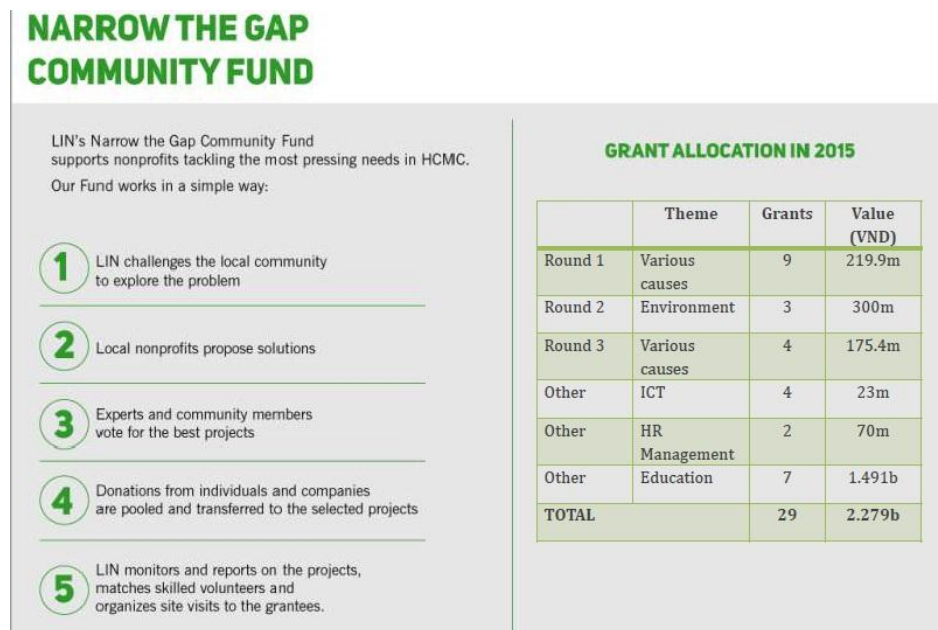 NARROW THE GAP
COMMUNITY FUND
LIN's Narrow the Gap Community Fund
supports nonprofits tackling the most pressing needs in HCMC.
Our Fund works in a simple way:
1 LIN challenges the local community
to explore the problem
2 Local nonprofits propose solutions
3 Experts and community members
vote for the best projects
4 Donations from individuals and companies
are pooled and transferred to the selected projects
5 LIN monitors and reports on the projects,
matches skilled volunteers and
organizes site visits to the grantees.
GRANT ALLOCATION IN 2015
Theme Grants Value
(VND)
Round 1 Various 9 219.9m
causes
Round 2 Environment 3 300m
Round 3 Various 4 175.4m
causes
Other ICT 4 23m
Other HR 2 70m
Management
Other Education 7 1.491b
TOTAL 29 2.279b